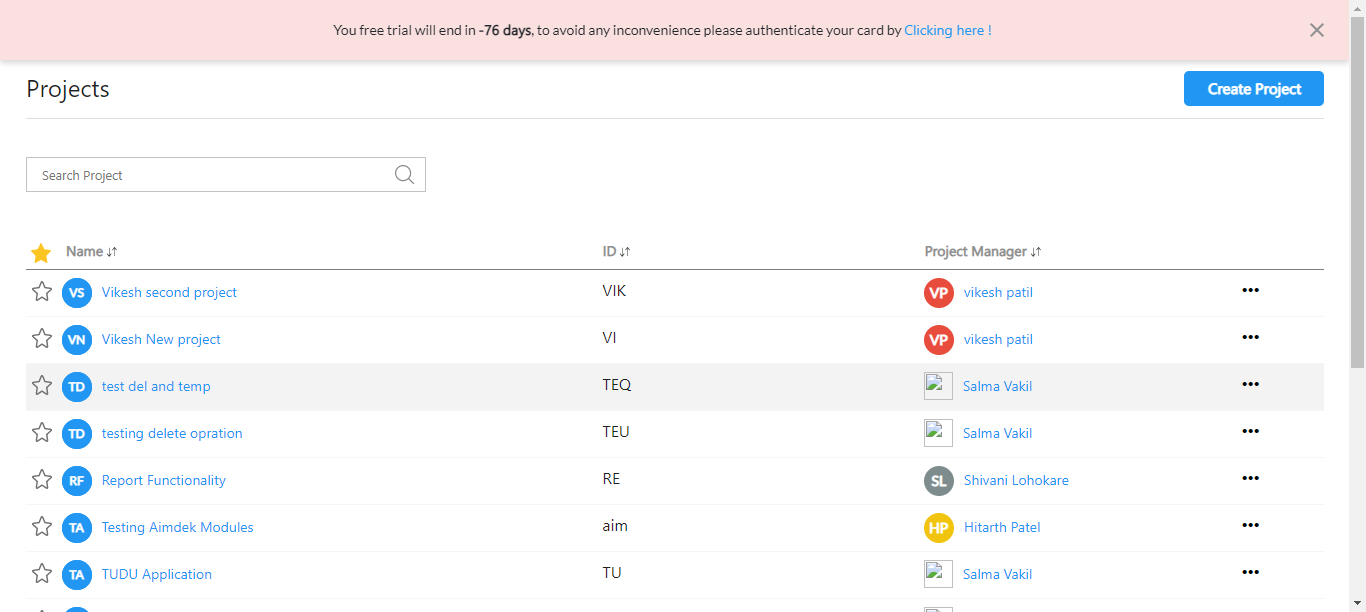 You free trial will end in -76 days, to avoid any inconvenience please authenticate your card by Clicking here !
Projects
Create Project
Search Project
Name ID Project Manager
VS Vikesh second project VIK VP vikesh patil
VN Vikesh New project VI VP vikesh patil
TD test del and temp TEQ Salma Vakil
TD testing delete opration TEU Salma Vakil
RF Report Functionality RE SL Shivani Lohokare
TA Testing Aimdek Modules aim HP Hitarth Patel
TA TUDU Application TU Salma Vakil